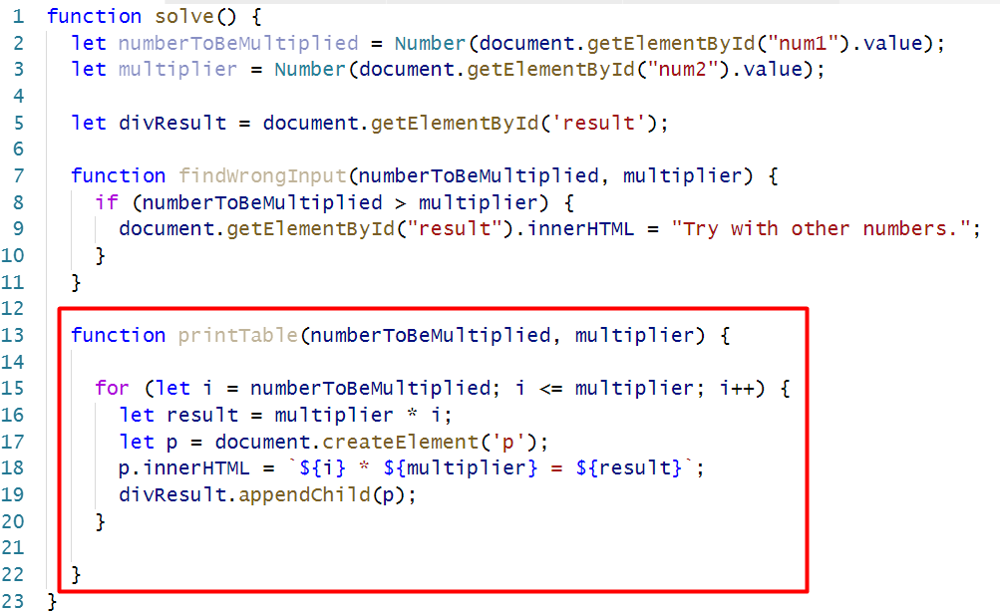 1 function solve() {
2 let numberToBeMultiplied = Number(document.getElementById("num1").value);
3 let multiplier = Number(document.getElementById("num2").value);
4
5 let divResult = document.getElementById('result');
6
7 function findWrongInput(numberToBeMultiplied, multiplier) {
8 if (numberToBeMultiplied > multiplier) {
9 document.getElementById("result").innerHTML = "Try with other numbers.";
10 }
11 }
12
13 function printTable(numberToBeMultiplied, multiplier) {
14
15 for (let i = numberToBeMultiplied; i <= multiplier; i++) {
16 let result = multiplier * i;
17 let p = document.createElement('p');
18 p.innerHTML = `${i} * ${multiplier} = ${result}`;
19 divResult.appendChild(p);
20 }
21
22 }
23 }